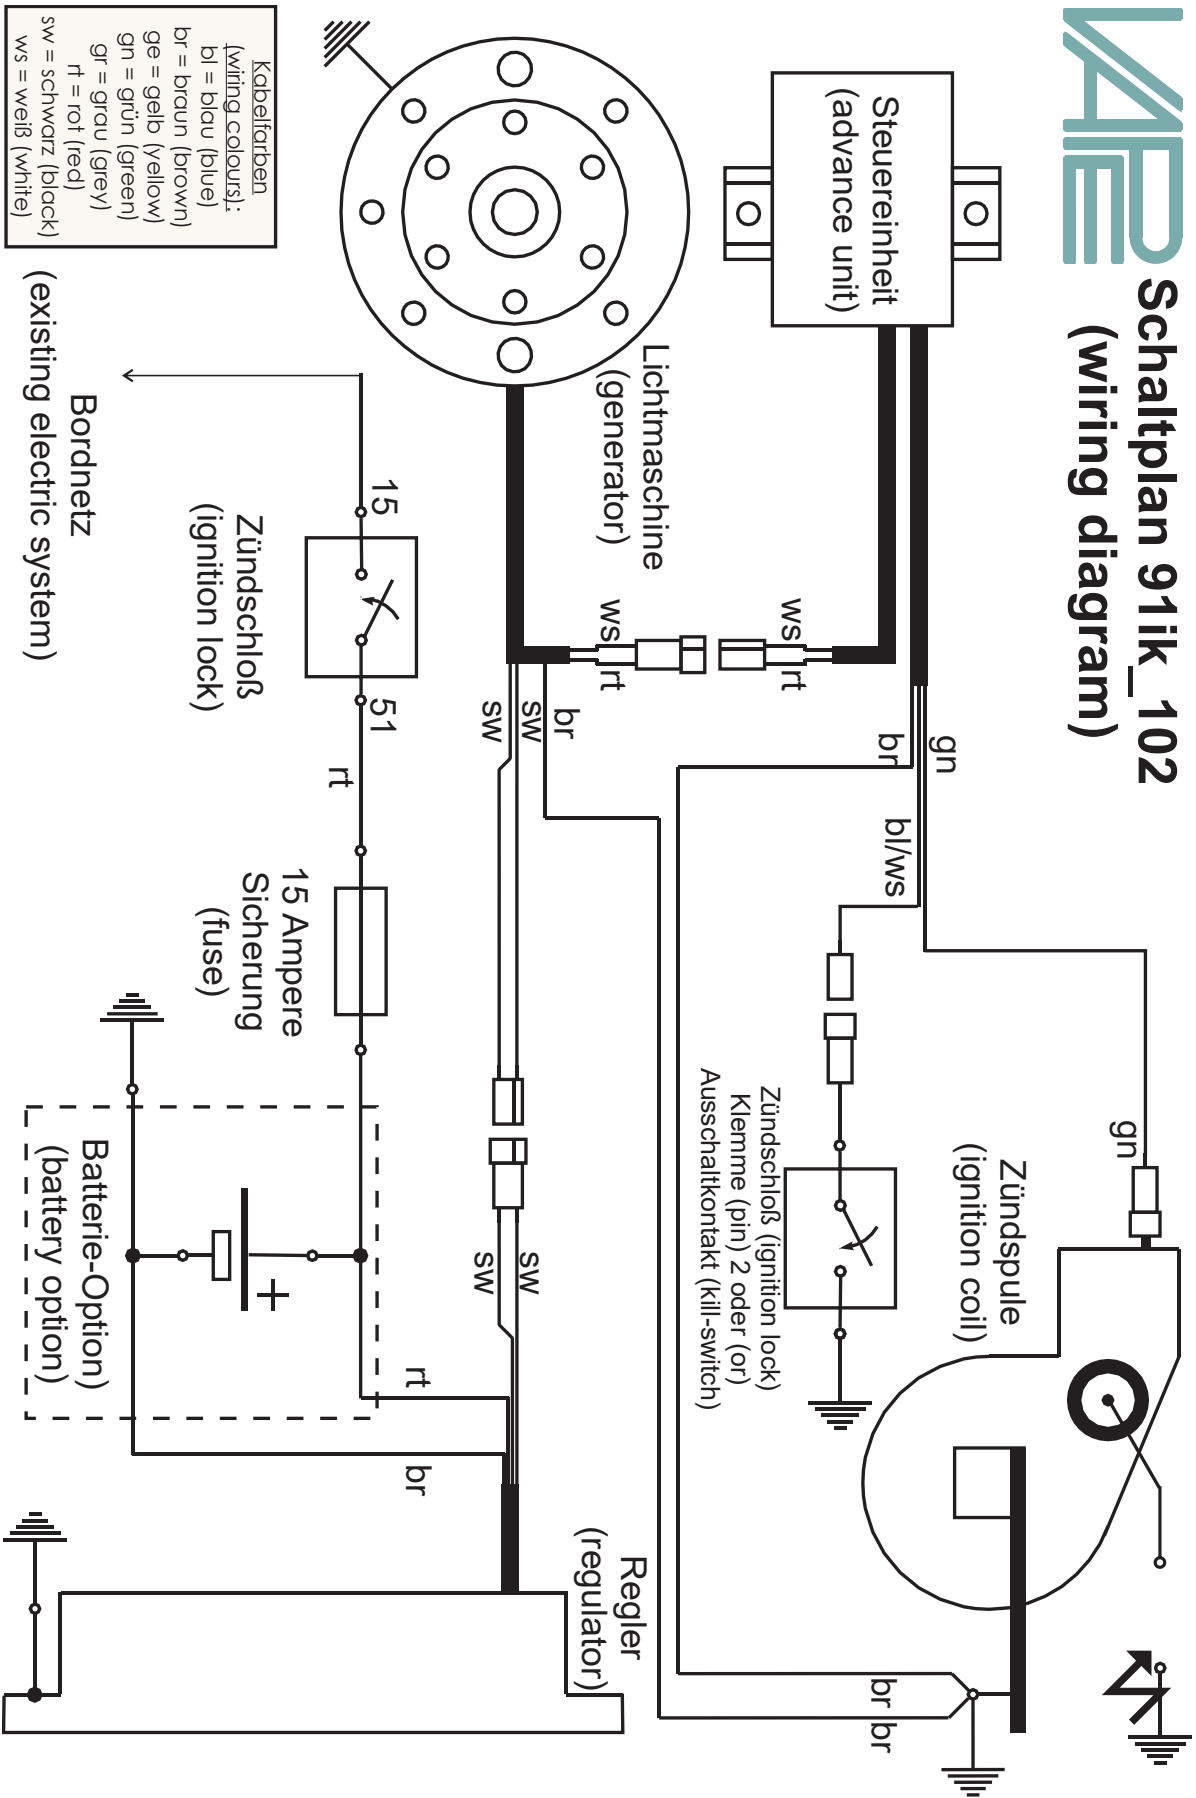 VAPE
Schaltplan 91ik_102
(wiring diagram)
Steuereinheit
(advance unit)
gn
br
bl/ws
gn
Zündspule
(ignition coil)
ws
rt
ws
rt
Zündschloß (ignition lock)
Klemme (pin) 2 oder (or)
Ausschaltkontakt (kill-switch)
br
br
Lichtmaschine
(generator)
br
sw
sw
sw
sw
Regler
(regulator)
rt
br
15
51
rt
Zündschloß
(ignition lock)
15 Ampere
Sicherung
(fuse)
+
Batterie-Option)
(battery option)
Bordnetz
(existing electric system)
Kabelfarben
(wiring colours):
bl = blau (blue)
br = braun (brown)
ge = gelb (yellow)
gn = grün (green)
gr = grau (grey)
rt = rot (red)
sw = schwarz (black)
ws = weiß (white)